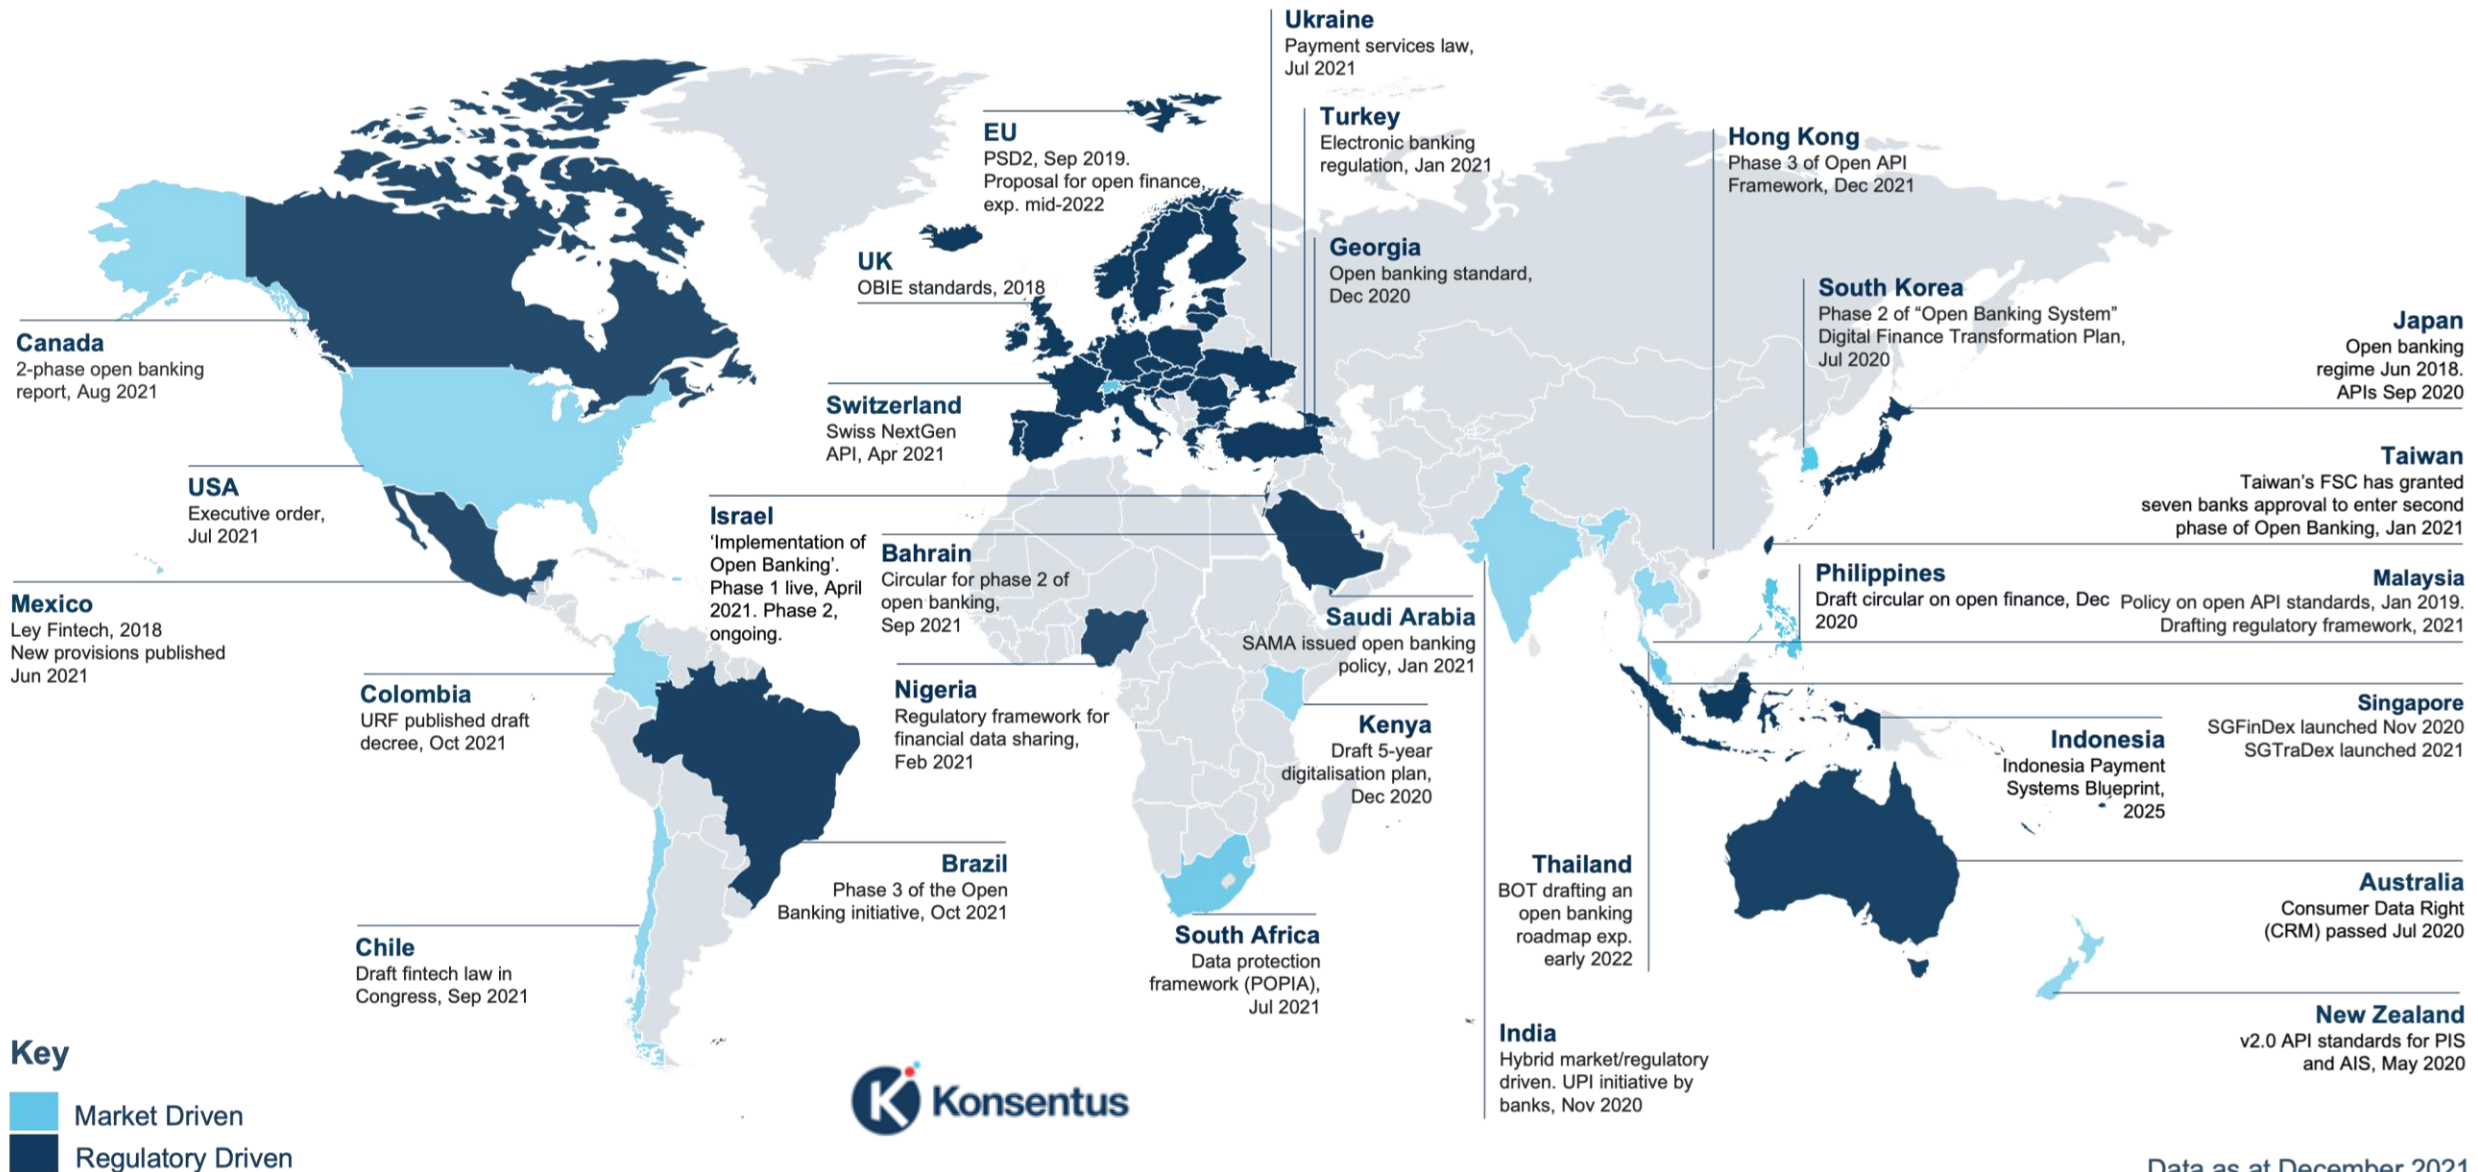 Ukraine
Payment services law,
Jul 2021
EU
PSD2, Sep 2019.
Proposal for open finance,
exp. mid-2022
Turkey
Electronic banking
regulation, Jan 2021
Hong Kong
Phase 3 of Open API
Framework, Dec 2021
UK
OBIE standards, 2018
Georgia
Open banking standard,
Dec 2020
South Korea
Phase 2 of “Open Banking System”
Digital Finance Transformation Plan,
Jul 2020
Japan
Open banking
regime Jun 2018.
APIs Sep 2020
Canada
2-phase open banking
report, Aug 2021
Switzerland
Swiss NextGen
API, Apr 2021
Taiwan
Taiwan’s FSC has granted
seven banks approval to enter second
phase of Open Banking, Jan 2021
USA
Executive order,
Jul 2021
Israel
‘Implementation of
Open Banking’.
Phase 1 live, April
2021. Phase 2,
ongoing.
Bahrain
Circular for phase 2 of
open banking,
Sep 2021
Saudi Arabia
SAMA issued open banking
policy, Jan 2021
Philippines
Draft circular on open finance, Dec
2020
Malaysia
Policy on open API standards, Jan 2019.
Drafting regulatory framework, 2021
Mexico
Ley Fintech, 2018
New provisions published
Jun 2021
Colombia
URF published draft
decree, Oct 2021
Nigeria
Regulatory framework for
financial data sharing,
Feb 2021
Kenya
Draft 5-year
digitalisation plan,
Dec 2020
Singapore
SGFinDex launched Nov 2020
SGTraDex launched 2021
Indonesia
Indonesia Payment
Systems Blueprint,
2025
Brazil
Phase 3 of the Open
Banking initiative, Oct 2021
Thailand
BOT drafting an
open banking
roadmap exp.
early 2022
Australia
Consumer Data Right
(CRM) passed Jul 2020
Chile
Draft fintech law in
Congress, Sep 2021
South Africa
Data protection
framework (POPIA),
Jul 2021
India
Hybrid market/regulatory
driven. UPI initiative by
banks, Nov 2020
New Zealand
v2.0 API standards for PIS
and AIS, May 2020
Key
Market Driven
Regulatory Driven
K Konsentus
Data as at December 2021